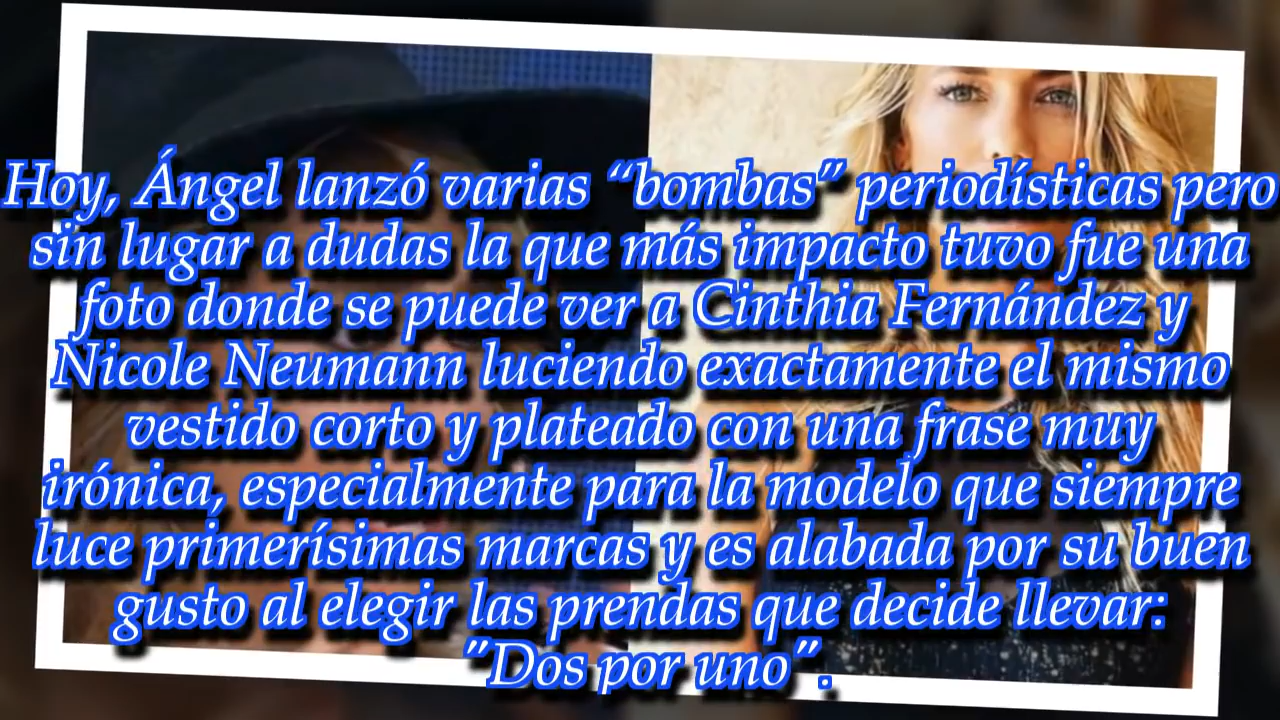 Hoy, Ángel lanzó varias “bombas” periodísticas pero
sin lugar a dudas la que más impacto tuvo fue una
foto donde se puede ver a Cinthia Fernández y
Nicole Neumann luciendo exactamente el mismo
vestido corto y plateado con una frase muy
irónica, especialmente para la modelo que siempre
luce primerísimas marcas y es alabada por su buen
gusto al elegir las prendas que decide llevar:
"Dos por uno".